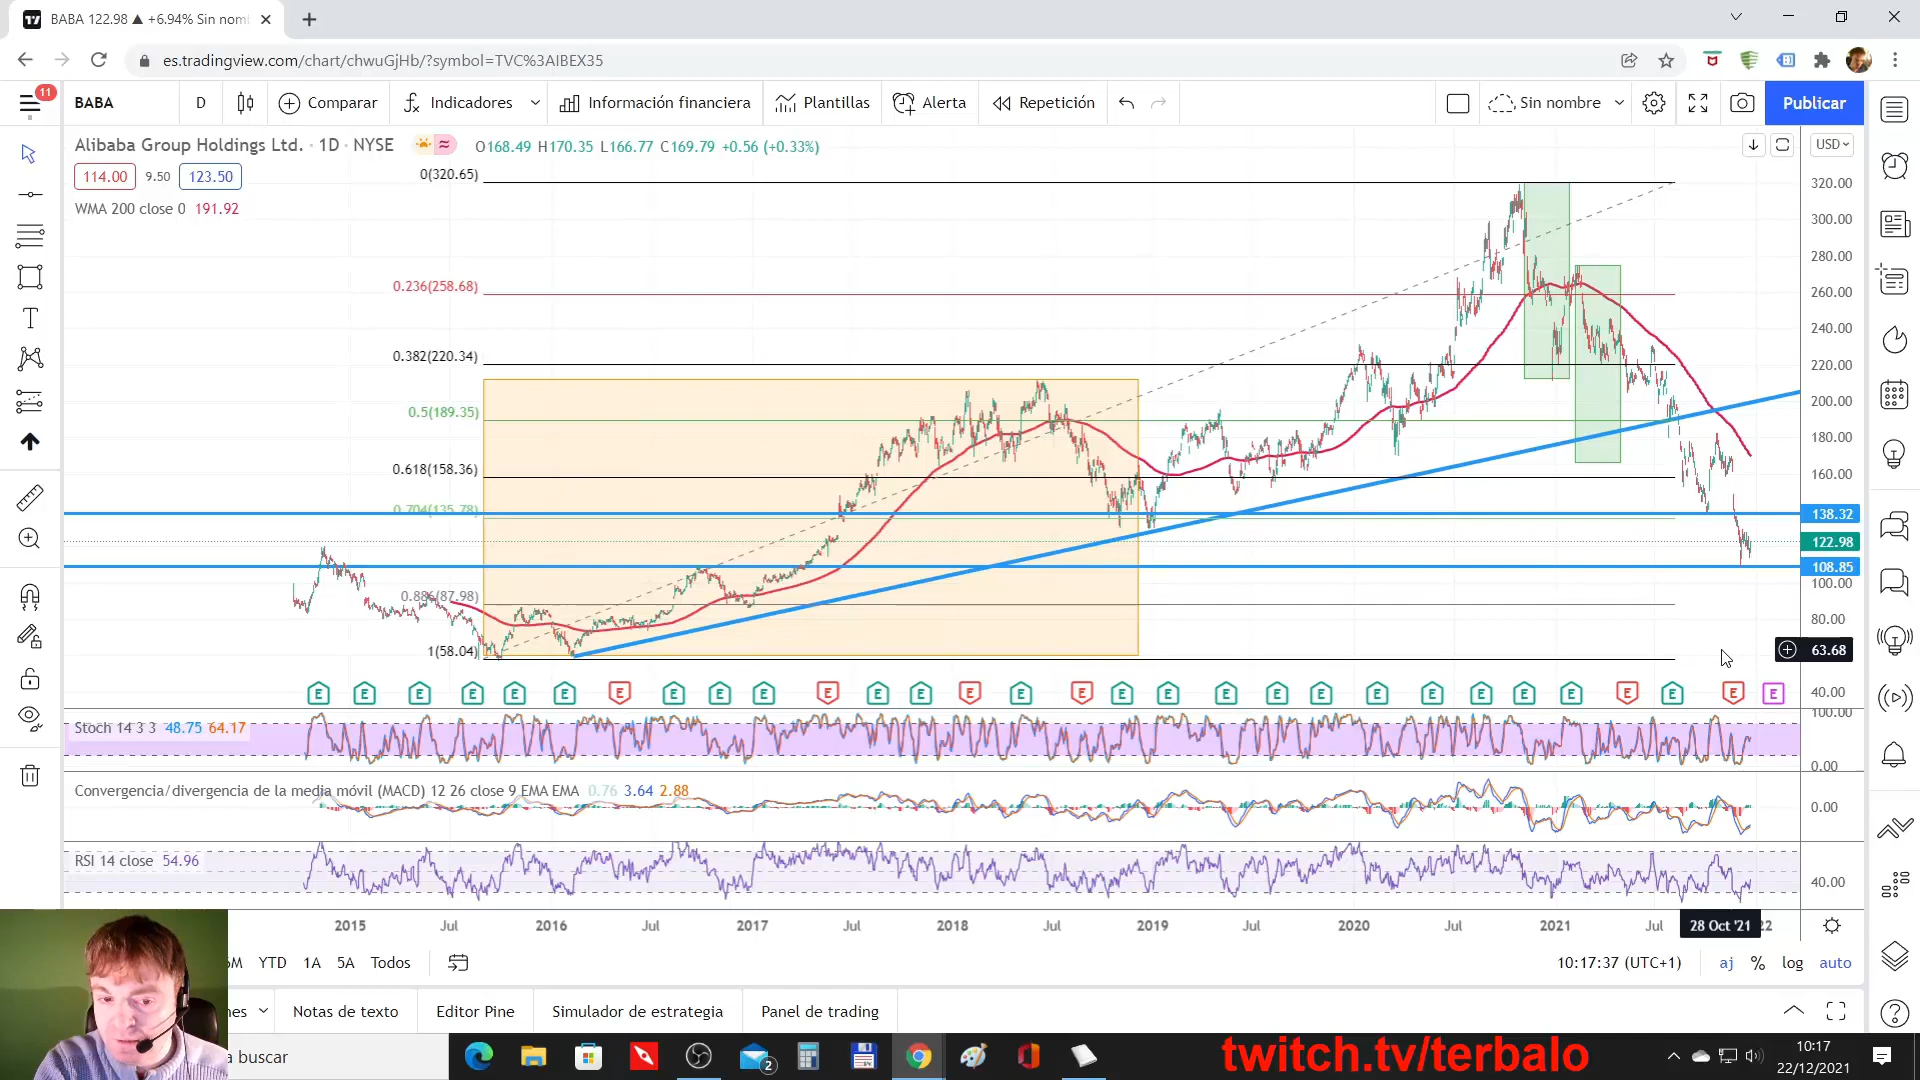 BABA 122.98 ▲ +6.94% Sin nom
es.tradingview.com/chart/chwuGjHb/?symbol=TVC%3AIBEX35
11
BABA D Comparar Indicadores Información financiera Plantillas Alerta Repetición Sin nombre Publicar
Alibaba Group Holdings Ltd. · 1D · NYSE O168.49 H170.35 L166.77 C169.79 +0.56 (+0.33%) USD
114.00 9.50 123.50
WMA 200 close 0 191.92
0(320.65)
0.236(258.68)
0.382(220.34)
0.5(189.35)
0.618(158.36)
0.704(135.78)
0.886(87.98)
1(58.04)
320.00
300.00
280.00
260.00
240.00
220.00
200.00
180.00
160.00
138.32
122.98
108.85
100.00
80.00
63.68
40.00
E E E E E E E E E E E E E E E E E E E E E E E E E E E E E E
100.00
Stoch 14 3 3 48.75 64.17
0.00
Convergencia/divergencia de la media móvil (MACD) 12 26 close 9 EMA EMA 0.76 3.64 2.88
0.00
RSI 14 close 54.96
40.00
2015 Jul 2016 Jul 2017 Jul 2018 Jul 2019 Jul 2020 Jul 2021 Jul 28 Oct '21 22
6M YTD 1A 5A Todos 10:17:37 (UTC+1) aj % log auto
nes Notas de texto Editor Pine Simulador de estrategia Panel de trading
a buscar
2
twitch.tv/terbalo
10:17
22/12/2021